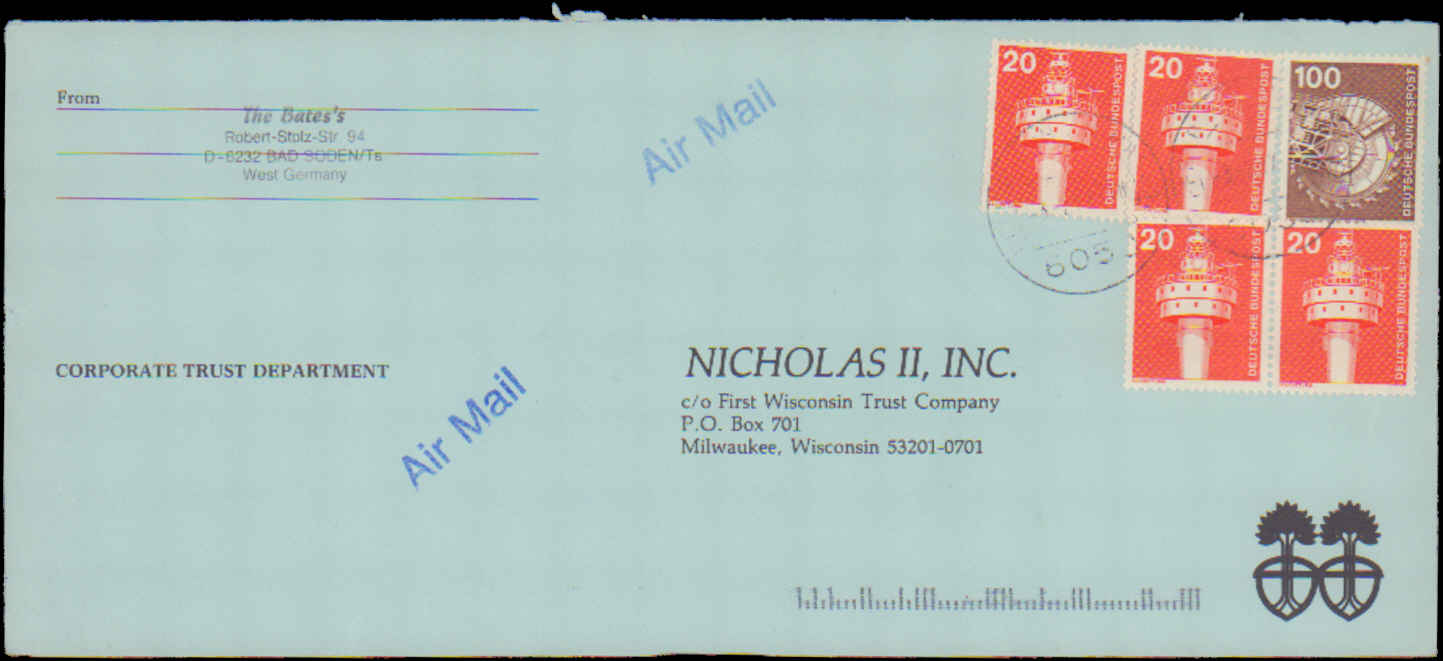 From
The Bates's
Robert-Stolz-Str. 94
D-6232 BAD SODEN/Ts
West Germany
Air Mail
20
DEUTSCHE BUNDESPOST
20
DEUTSCHE BUNDESPOST
100
DEUTSCHE BUNDESPOST
20
DEUTSCHE BUNDESPOST
20
DEUTSCHE BUNDESPOST
605
CORPORATE TRUST DEPARTMENT
Air Mail
NICHOLAS II, INC.
c/o First Wisconsin Trust Company
P.O. Box 701
Milwaukee, Wisconsin 53201-0701